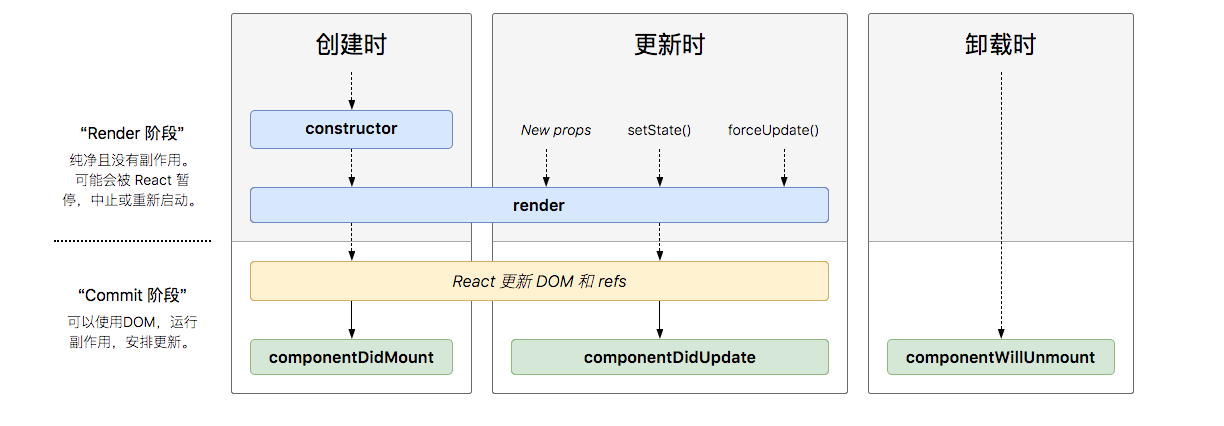 创建时
更新时
卸载时
“Render 阶段”
纯净且没有副作用。
可能会被 React 暂
停，中止或重新启动。
constructor
New props
setState()
forceUpdate()
render
“Commit 阶段”
可以使用DOM，运行
副作用，安排更新。
React 更新 DOM 和 refs
componentDidMount
componentDidUpdate
componentWillUnmount